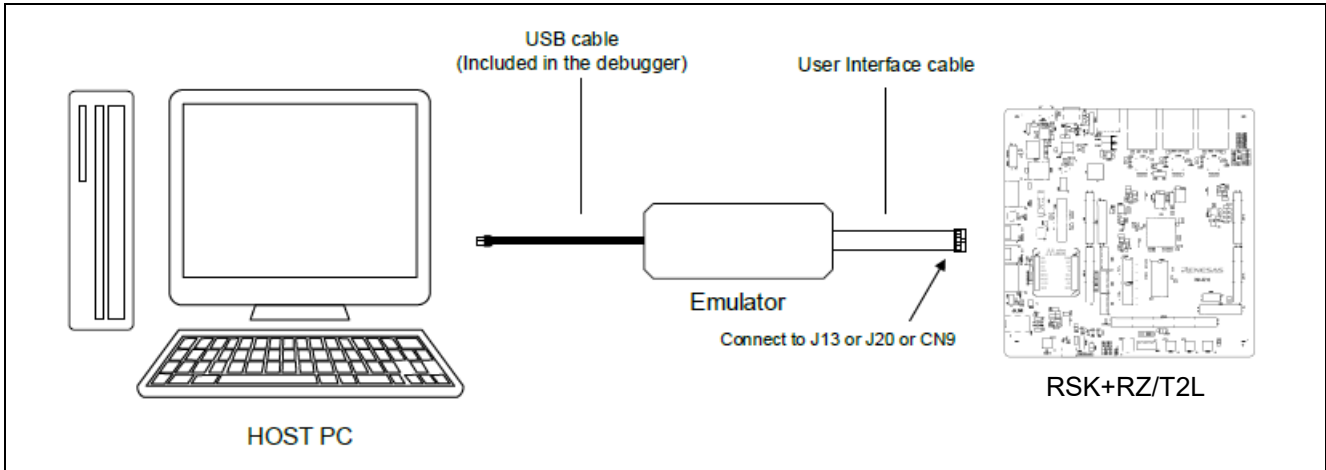 USB cable
(Included in the debugger)
User Interface cable
Emulator
Connect to J13 or J20 or CN9
RENESAS
RSK+RZ/T2L
HOST PC